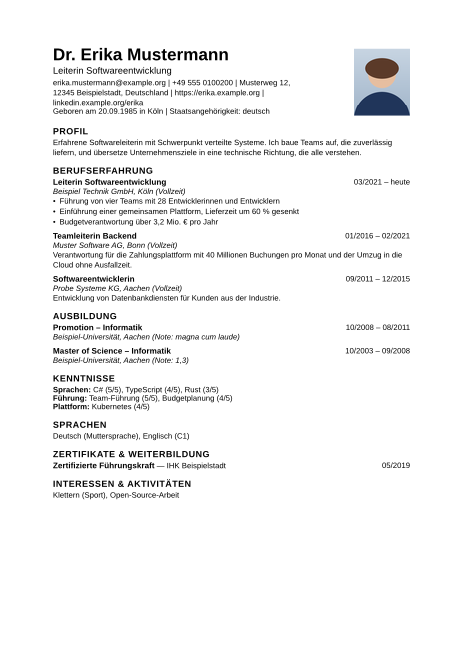 Dr. Erika Mustermann
Leiterin Softwareentwicklung
erika.mustermann@example.org | +49 555 0100200 | Musterweg 12,
12345 Beispielstadt, Deutschland | https://erika.example.org |
linkedin.example.org/erika
Geboren am 20.09.1985 in Köln | Staatsangehörigkeit: deutsch
PROFIL
Erfahrene Softwareleiterin mit Schwerpunkt verteilte Systeme. Ich baue Teams auf, die zuverlässig
liefern, und übersetze Unternehmensziele in eine technische Richtung, die alle verstehen.
BERUFSERFAHRUNG
Leiterin Softwareentwicklung 03/2021 – heute
Beispiel Technik GmbH, Köln (Vollzeit)
• Führung von vier Teams mit 28 Entwicklerinnen und Entwicklern
• Einführung einer gemeinsamen Plattform, Lieferzeit um 60 % gesenkt
• Budgetverantwortung über 3,2 Mio. € pro Jahr
Teamleiterin Backend 01/2016 – 02/2021
Muster Software AG, Bonn (Vollzeit)
Verantwortung für die Zahlungsplattform mit 40 Millionen Buchungen pro Monat und der Umzug in die
Cloud ohne Ausfallzeit.
Softwareentwicklerin 09/2011 – 12/2015
Probe Systeme KG, Aachen (Vollzeit)
Entwicklung von Datenbankdiensten für Kunden aus der Industrie.
AUSBILDUNG
Promotion – Informatik 10/2008 – 08/2011
Beispiel-Universität, Aachen (Note: magna cum laude)
Master of Science – Informatik 10/2003 – 09/2008
Beispiel-Universität, Aachen (Note: 1,3)
KENNTNISSE
Sprachen: C# (5/5), TypeScript (4/5), Rust (3/5)
Führung: Team-Führung (5/5), Budgetplanung (4/5)
Plattform: Kubernetes (4/5)
SPRACHEN
Deutsch (Muttersprache), Englisch (C1)
ZERTIFIKATE & WEITERBILDUNG
Zertifizierte Führungskraft — IHK Beispielstadt 05/2019
INTERESSEN & AKTIVITÄTEN
Klettern (Sport), Open-Source-Arbeit